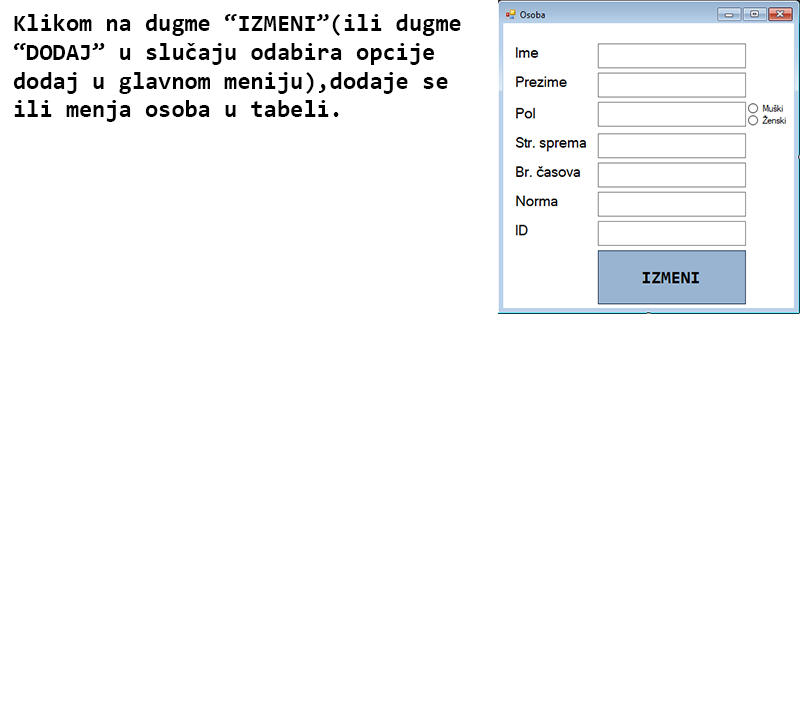 Klikom na dugme “IZMENI”(ili dugme
“DODAJ” u slučaju odabira opcije
dodaj u glavnom meniju),dodaje se
ili menja osoba u tabeli.
Osoba
Ime
Prezime
Pol
Muški
Ženski
Str. sprema
Br. časova
Norma
ID
IZMENI